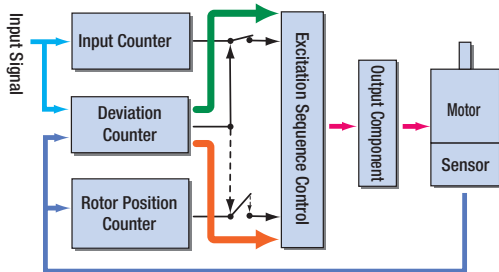 Input Signal
Input Counter
Deviation
Counter
Rotor Position
Counter
Excitation Sequence Control
Output Component
Motor
Sensor